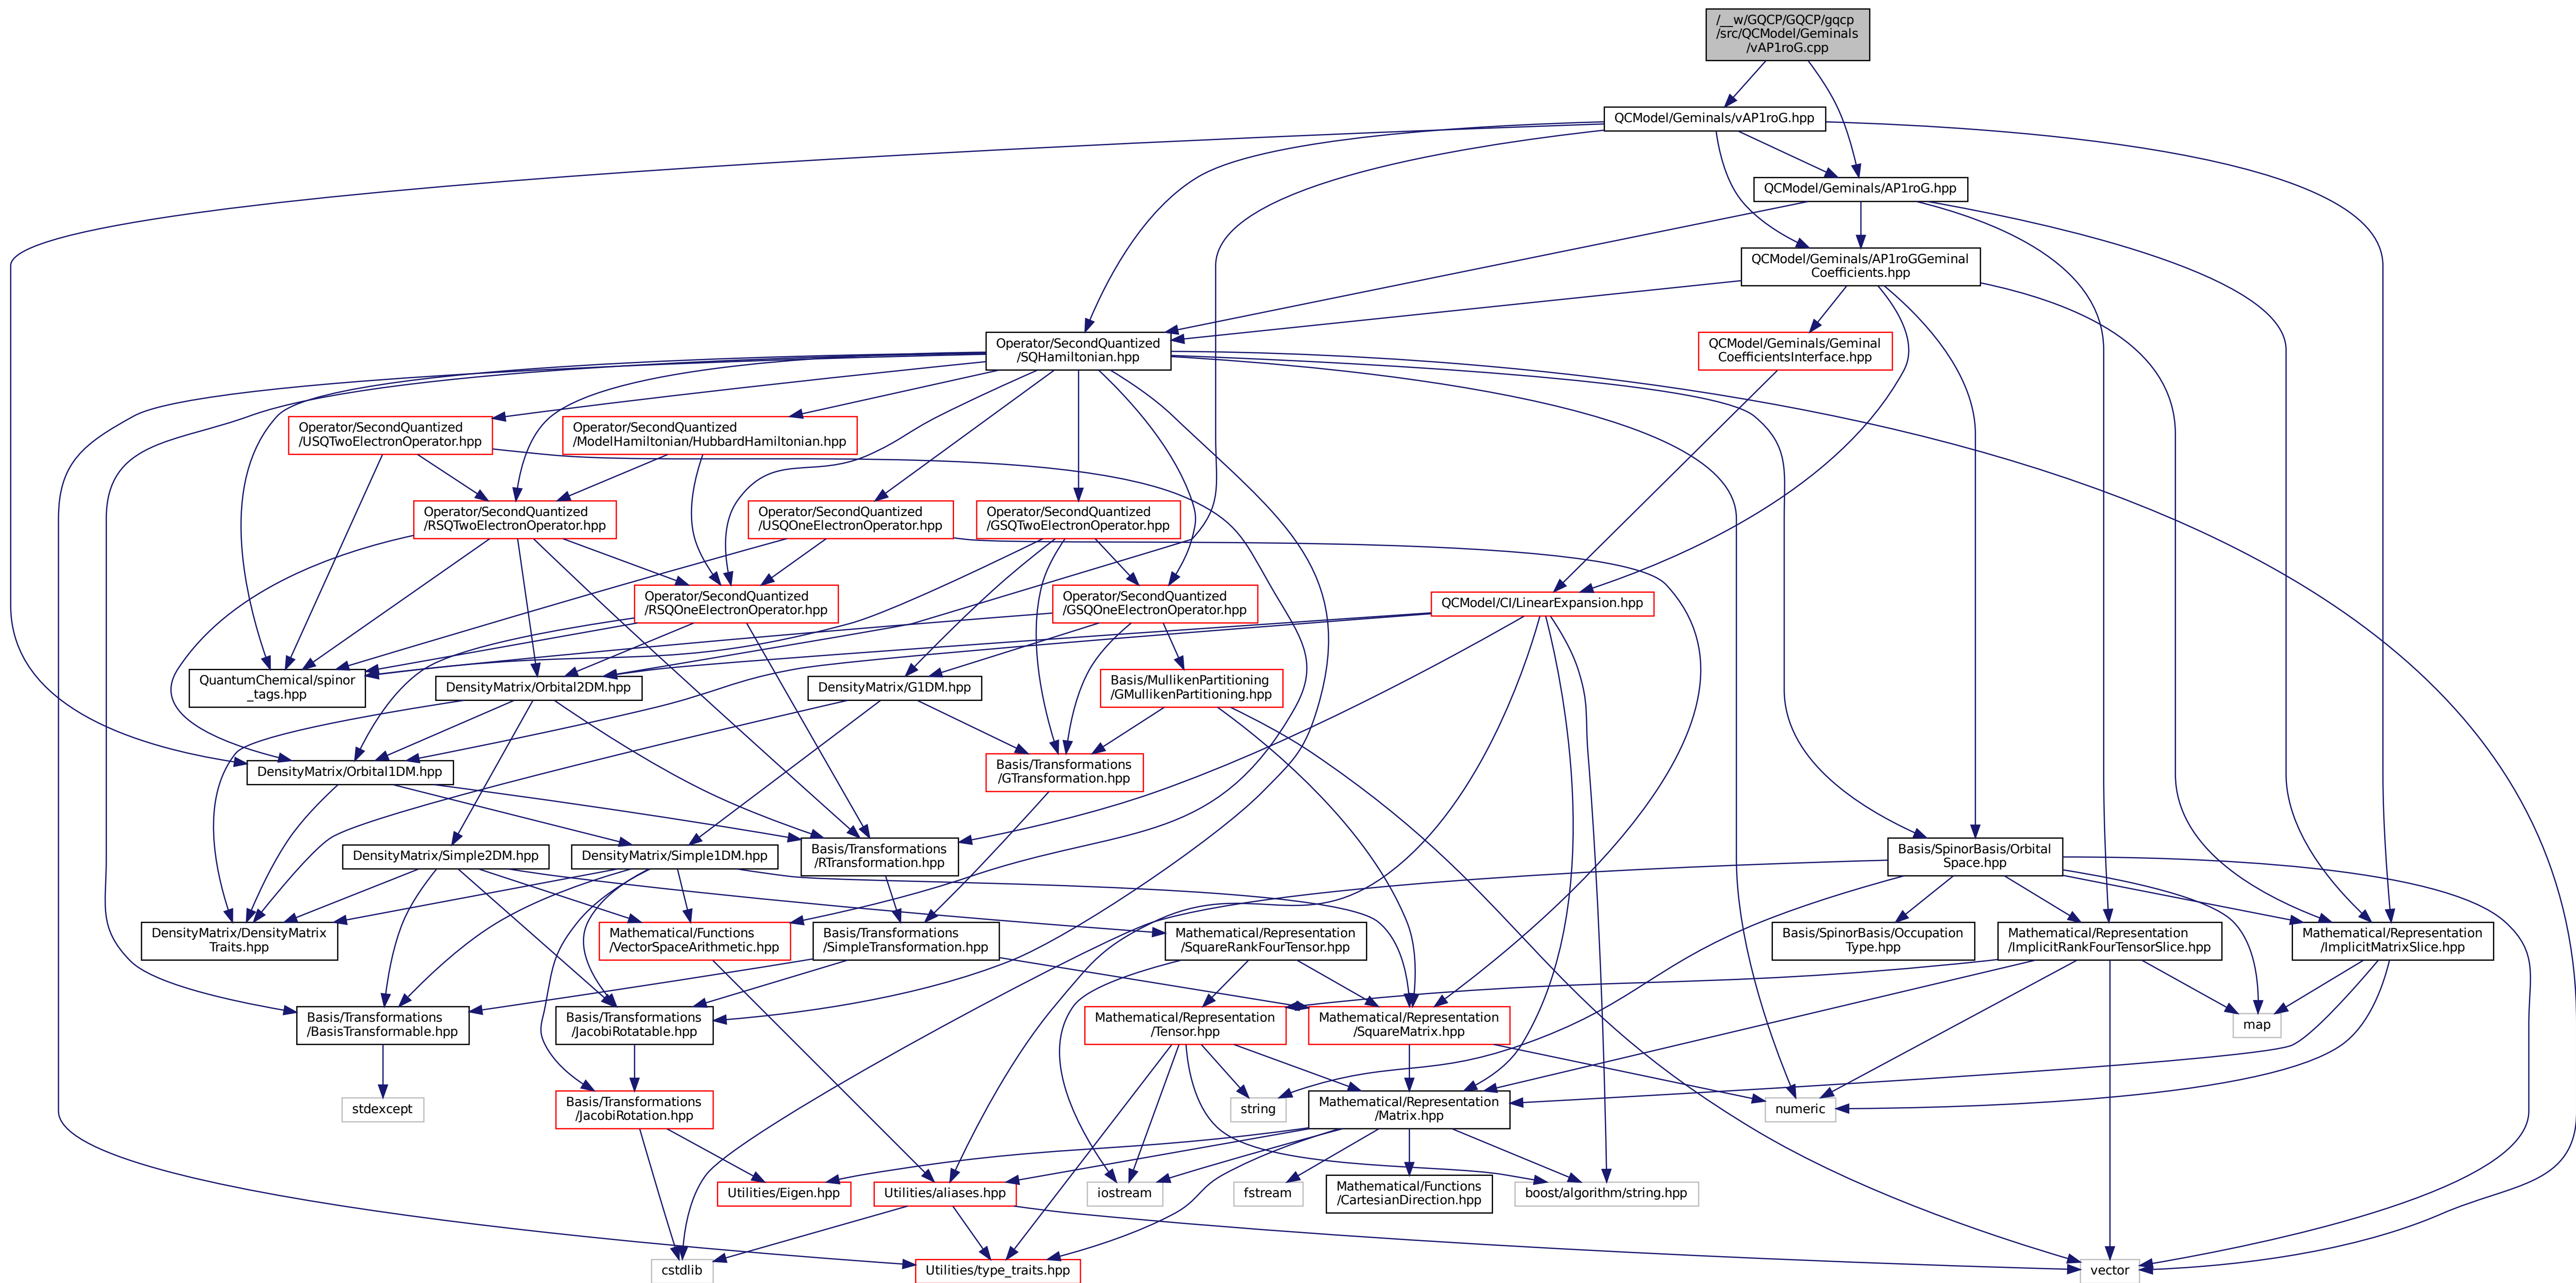 /__w/GQCP/GQCP/gqcp
/src/QCModel/Geminals
/vAP1roG.cpp
QCModel/Geminals/vAP1roG.hpp
QCModel/Geminals/AP1roG.hpp
QCModel/Geminals/AP1roGGeminal
Coefficients.hpp
Operator/SecondQuantized
/SQHamiltonian.hpp
QCModel/Geminals/Geminal
CoefficientsInterface.hpp
Operator/SecondQuantized
/USQTwoElectronOperator.hpp
Operator/SecondQuantized
/ModelHamiltonian/HubbardHamiltonian.hpp
Operator/SecondQuantized
/RSQTwoElectronOperator.hpp
Operator/SecondQuantized
/USQOneElectronOperator.hpp
Operator/SecondQuantized
/GSQTwoElectronOperator.hpp
Operator/SecondQuantized
/RSQOneElectronOperator.hpp
Operator/SecondQuantized
/GSQOneElectronOperator.hpp
QCModel/CI/LinearExpansion.hpp
QuantumChemical/spinor
_tags.hpp
DensityMatrix/Orbital2DM.hpp
DensityMatrix/G1DM.hpp
Basis/MullikenPartitioning
/GMullikenPartitioning.hpp
DensityMatrix/Orbital1DM.hpp
Basis/Transformations
/GTransformation.hpp
DensityMatrix/Simple2DM.hpp
DensityMatrix/Simple1DM.hpp
Basis/Transformations
/RTransformation.hpp
Basis/SpinorBasis/Orbital
Space.hpp
DensityMatrix/DensityMatrix
Traits.hpp
Mathematical/Functions
/VectorSpaceArithmetic.hpp
Basis/Transformations
/SimpleTransformation.hpp
Mathematical/Representation
/SquareRankFourTensor.hpp
Basis/SpinorBasis/Occupation
Type.hpp
Mathematical/Representation
/ImplicitRankFourTensorSlice.hpp
Mathematical/Representation
/ImplicitMatrixSlice.hpp
Basis/Transformations
/BasisTransformable.hpp
Basis/Transformations
/JacobiRotatable.hpp
Mathematical/Representation
/Tensor.hpp
Mathematical/Representation
/SquareMatrix.hpp
map
stdexcept
Basis/Transformations
/JacobiRotation.hpp
string
Mathematical/Representation
/Matrix.hpp
numeric
Utilities/Eigen.hpp
Utilities/aliases.hpp
iostream
fstream
Mathematical/Functions
/CartesianDirection.hpp
boost/algorithm/string.hpp
cstdlib
Utilities/type_traits.hpp
vector